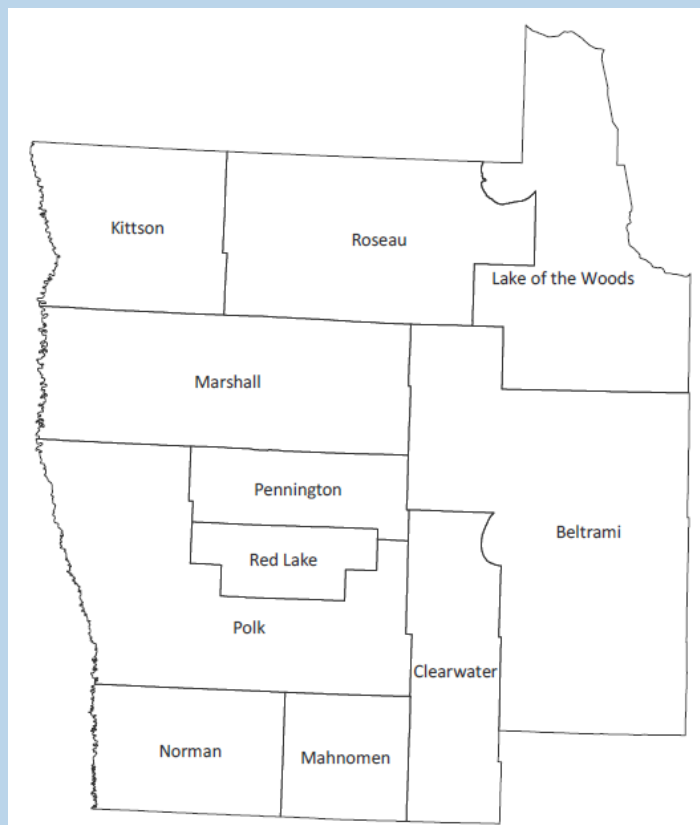 Kittson
Roseau
Lake of the Woods
Marshall
Pennington
Beltrami
Red Lake
Polk
Clearwater
Norman
Mahnomen